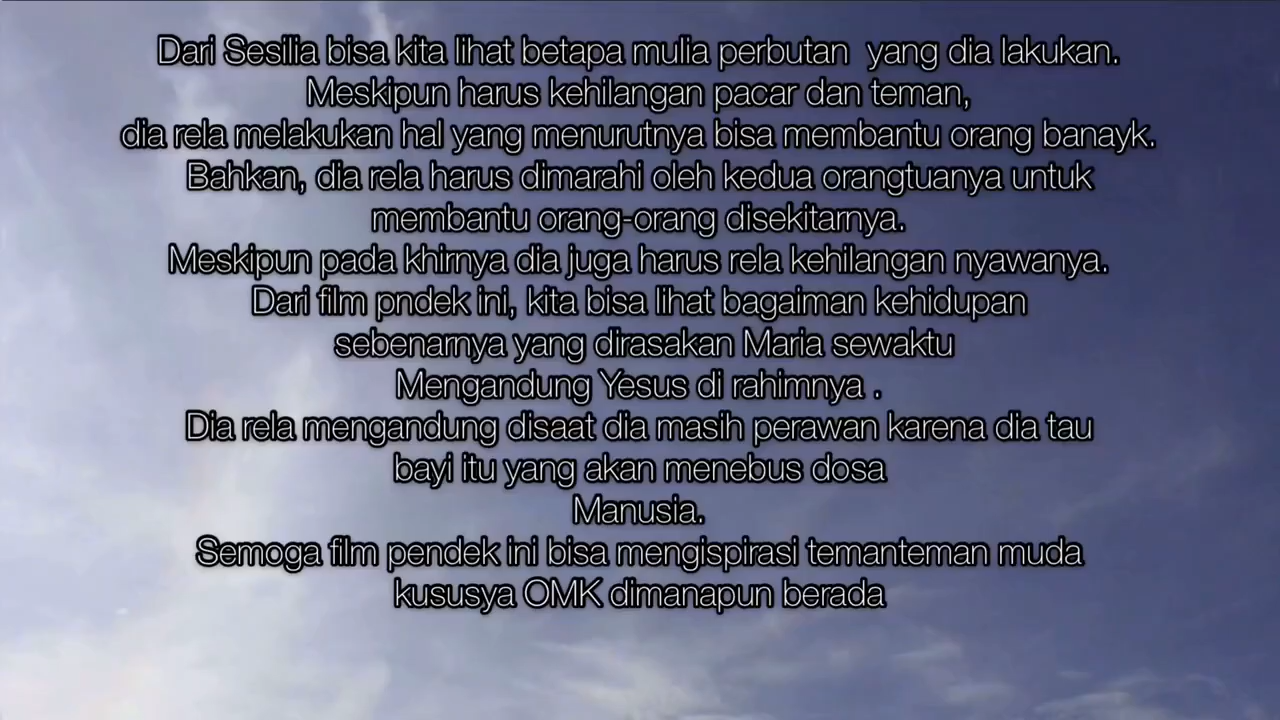 Dari Sesilia bisa kita lihat betapa mulia perbutan  yang dia lakukan.
Meskipun harus kehilangan pacar dan teman,
dia rela melakukan hal yang menurutnya bisa membantu orang banayk.
Bahkan, dia rela harus dimarahi oleh kedua orangtuanya untuk
membantu orang-orang disekitarnya.
Meskipun pada khirnya dia juga harus rela kehilangan nyawanya.
Dari film pndek ini, kita bisa lihat bagaiman kehidupan
sebenarnya yang dirasakan Maria sewaktu
Mengandung Yesus di rahimnya .
Dia rela mengandung disaat dia masih perawan karena dia tau
bayi itu yang akan menebus dosa
Manusia.
Semoga film pendek ini bisa mengispirasi temanteman muda
kususya OMK dimanapun berada